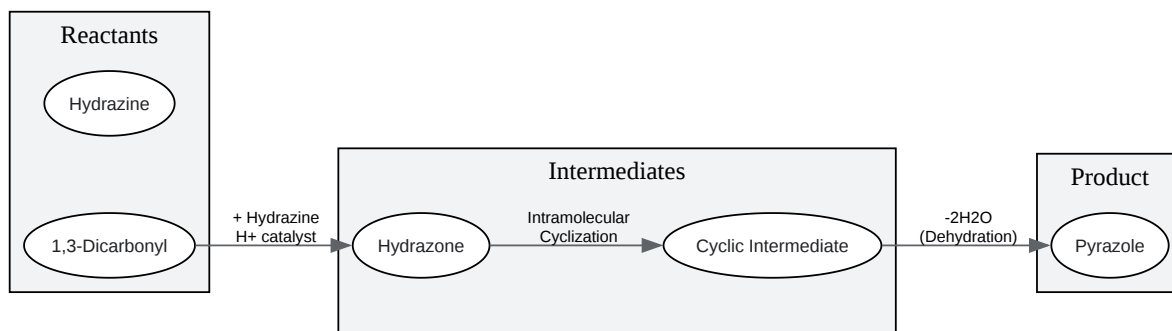 Reactants
Hydrazine
1,3-Dicarbonyl
+ Hydrazine
H+ catalyst
Intermediates
Hydrazone
Intramolecular
Cyclization
Cyclic Intermediate
-2H2O
(Dehydration)
Product
Pyrazole